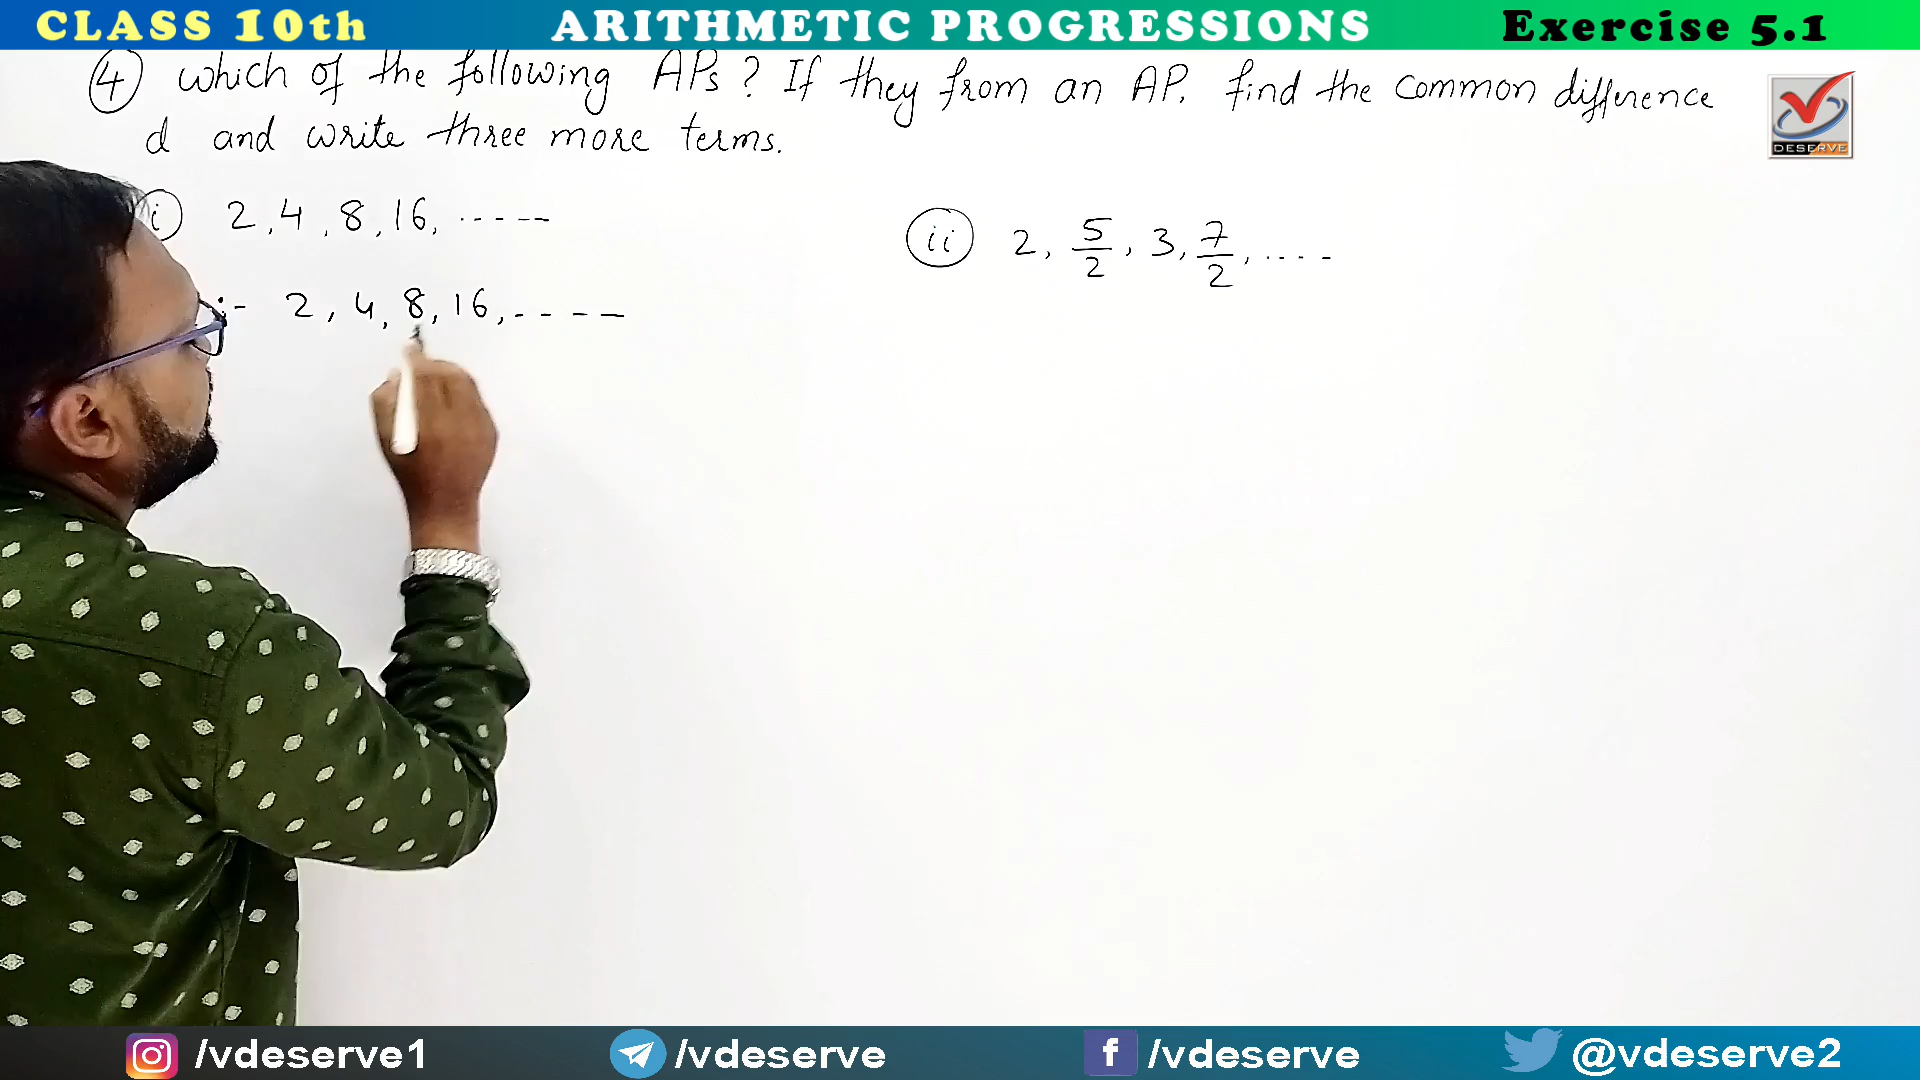 CLASS 10th ARITHMETIC PROGRESSIONS Exercise 5.1
4 which of the following APs? If they from an AP. find the common difference
d and write three more terms.
i) 2, 4, 8, 16, -----
ii 2, 5/2, 3, 7/2, ....
:- 2, 4, 8, 16, ----
DESERVE
/vdeserve1 /vdeserve /vdeserve @vdeserve2